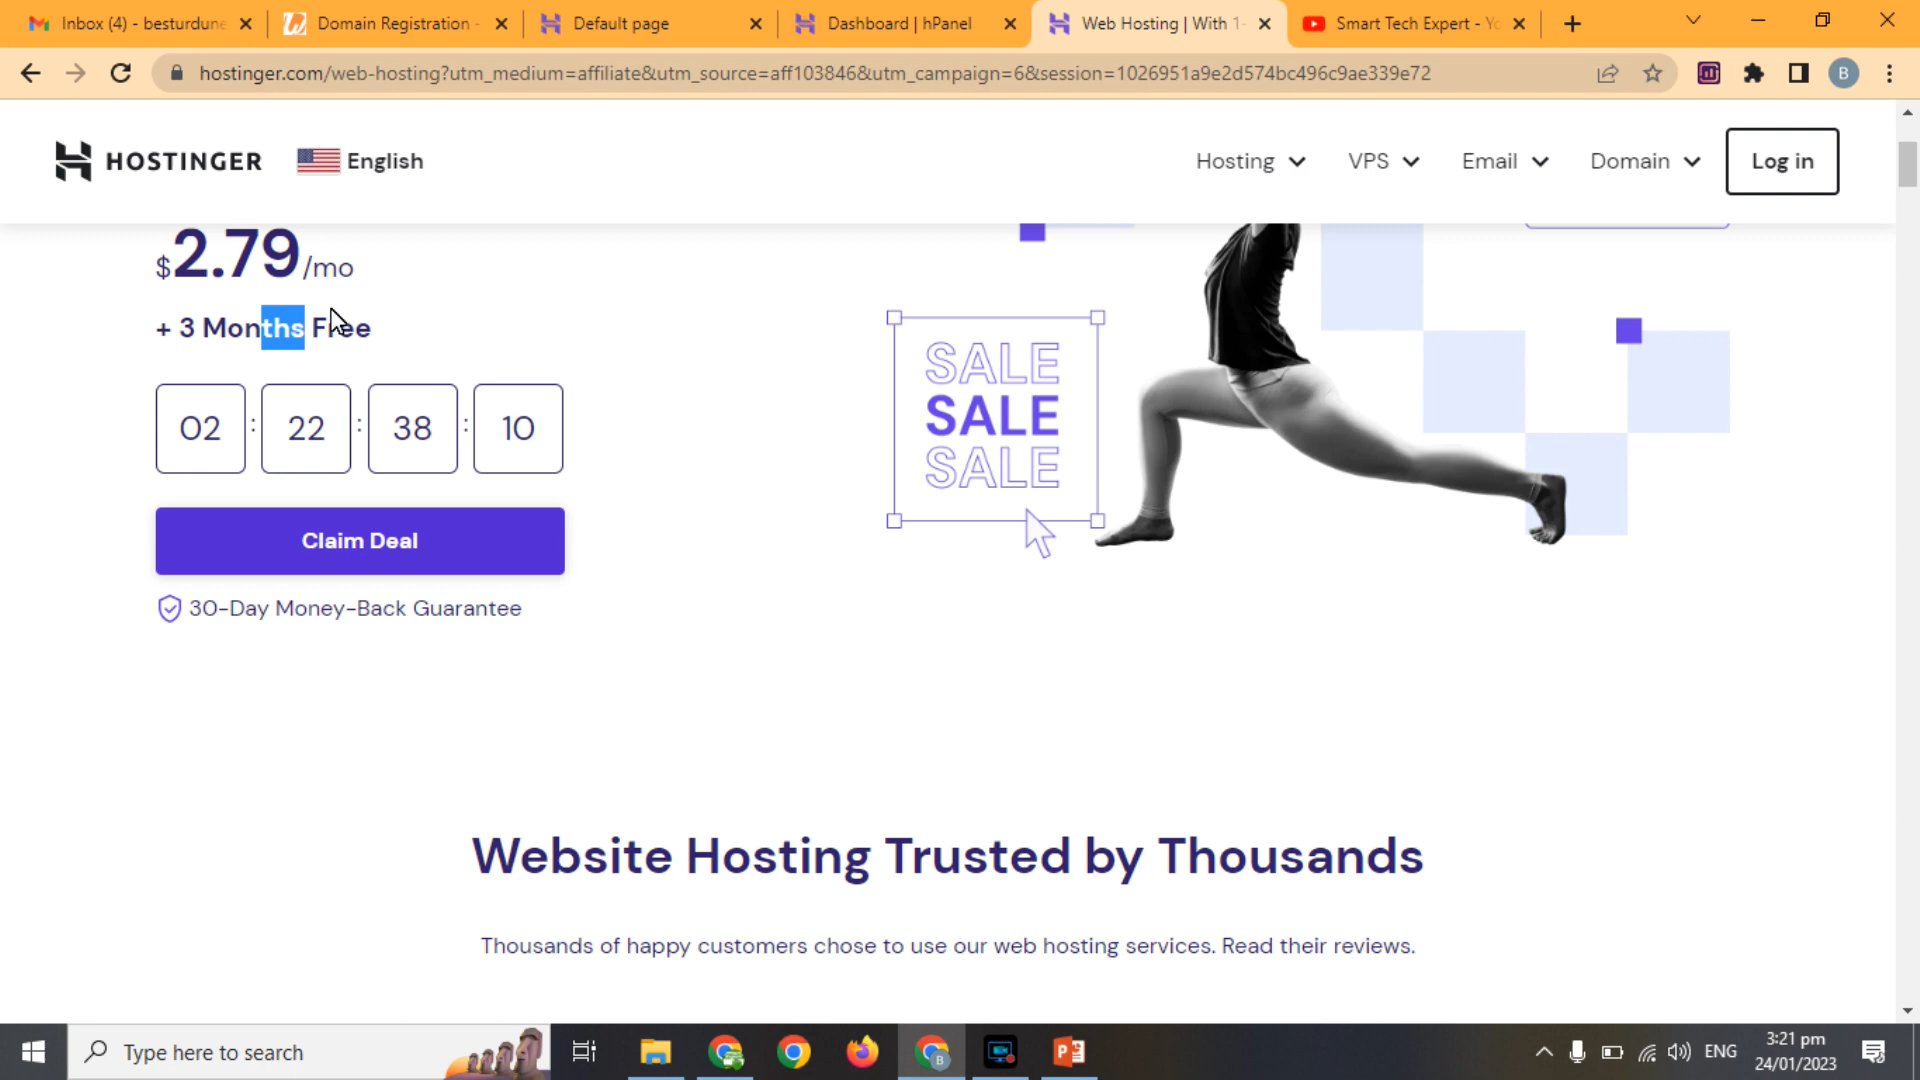 Inbox (4) - besturdune
Domain Registration -
Default page
Dashboard | hPanel
Web Hosting | With 1-
Smart Tech Expert - Yo
hostinger.com/web-hosting?utm_medium=affiliate&utm_source=aff103846&utm_campaign=6&session=1026951a9e2d574bc496c9ae339e72
B
HOSTINGER
English
Hosting
VPS
Email
Domain
Log in
$2.79/mo
+ 3 Months Free
02 : 22 : 38 : 10
Claim Deal
30-Day Money-Back Guarantee
SALE
SALE
SALE
Website Hosting Trusted by Thousands
Thousands of happy customers chose to use our web hosting services. Read their reviews.
Type here to search
B
ENG
3:21 pm
24/01/2023